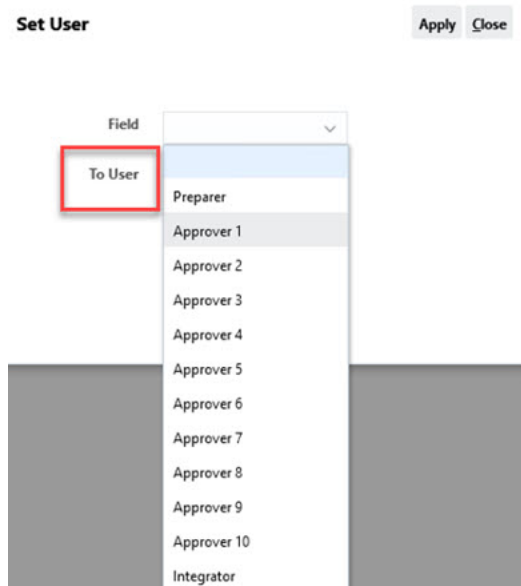 Set User
Apply Close
Field
To User
Preparer
Approver 1
Approver 2
Approver 3
Approver 4
Approver 5
Approver 6
Approver 7
Approver 8
Approver 9
Approver 10
Integrator